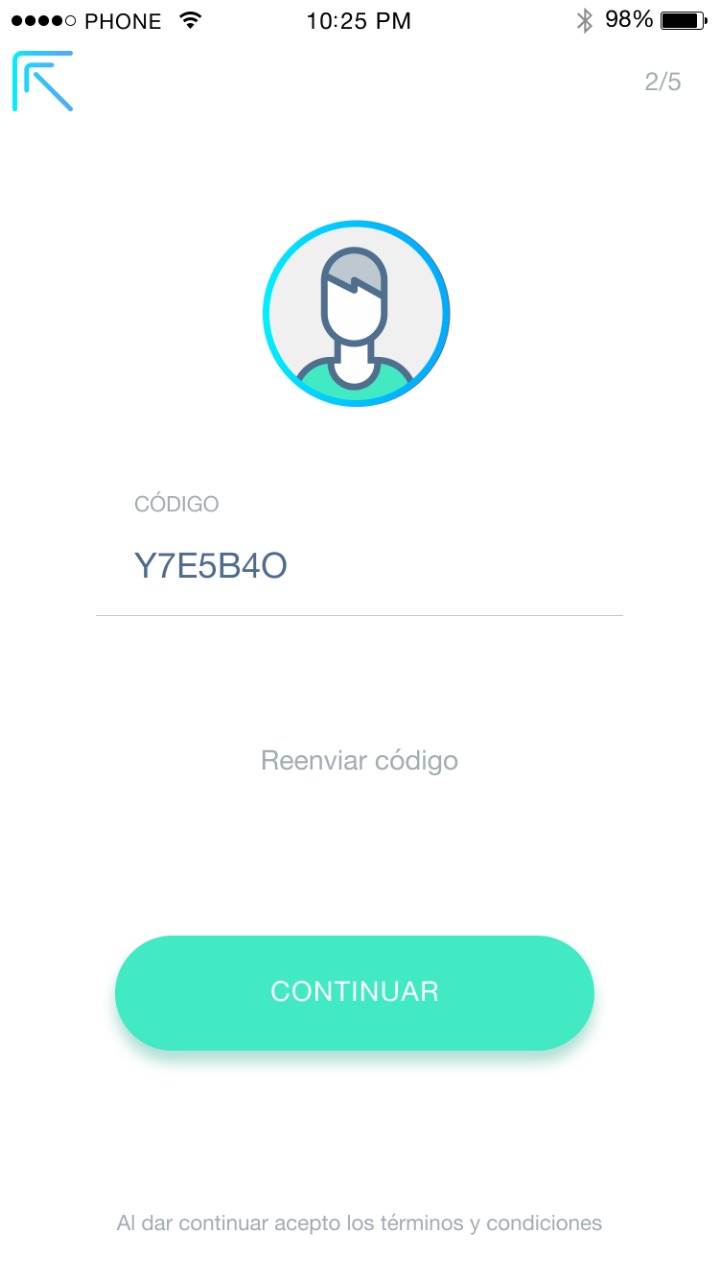 PHONE 10:25 PM 98%
2/5
CÓDIGO
Y7E5B4O
Reenviar código
CONTINUAR
Al dar continuar acepto los términos y condiciones